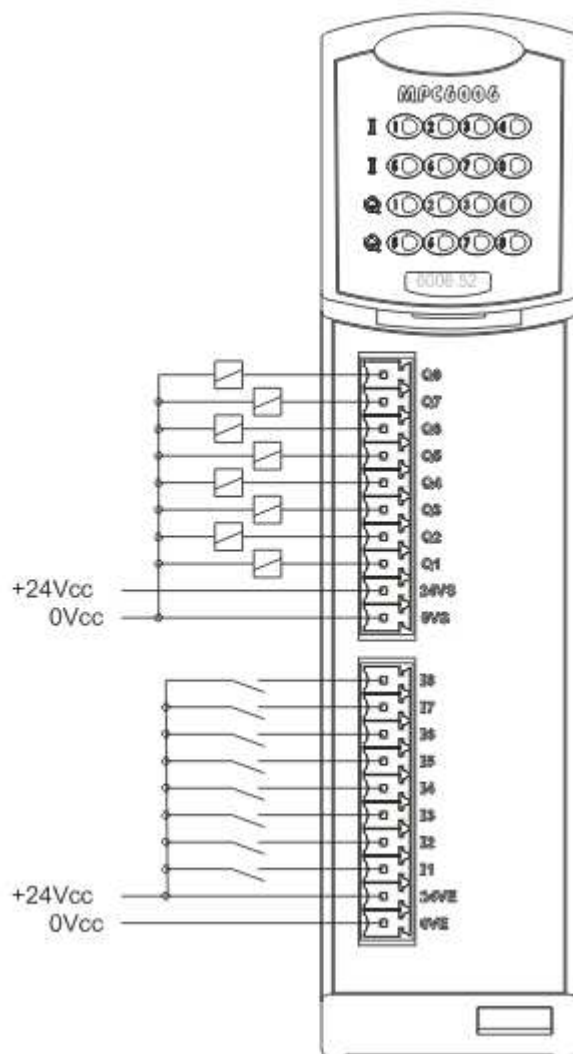 MPC6006
I 1 2 3 4
I 5 6 7 8
Q 1 2 3 4
Q 5 6 7 8
6006.52
Q8
Q7
Q6
Q5
Q4
Q3
Q2
Q1
+24Vcc 24VS
0Vcc 0VS
I8
I7
I6
I5
I4
I3
I2
I1
+24Vcc 24VE
0Vcc 0VE